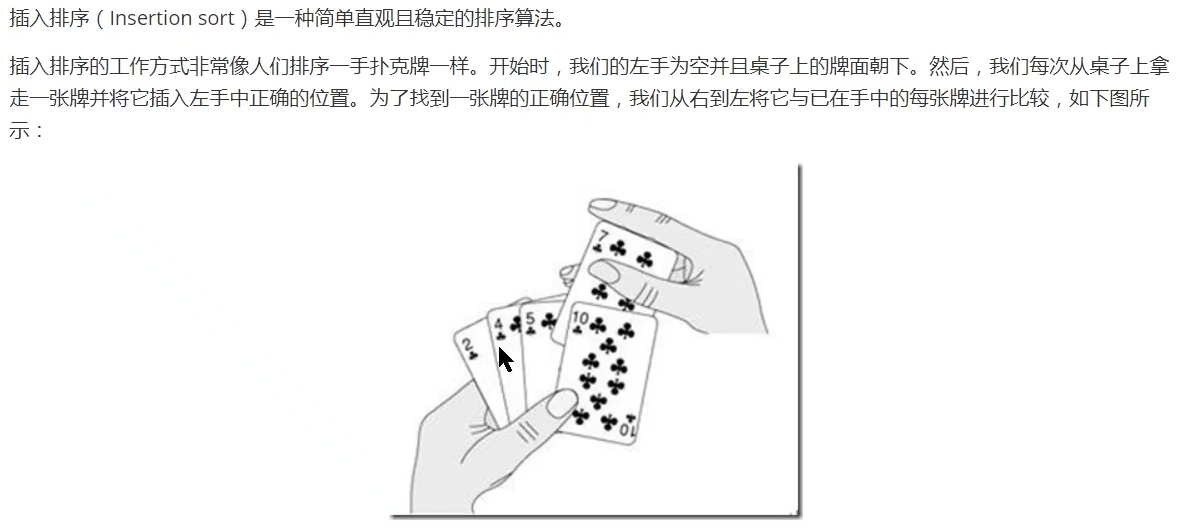 插入排序（Insertion sort）是一种简单直观且稳定的排序算法。
插入排序的工作方式非常像人们排序一手扑克牌一样。开始时，我们的左手为空并且桌子上的牌面朝下。然后，我们每次从桌子上拿
走一张牌并将它插入左手中正确的位置。为了找到一张牌的正确位置，我们从右到左将它与已在手中的每张牌进行比较，如下图所
示：
7
2
4
5
10
10